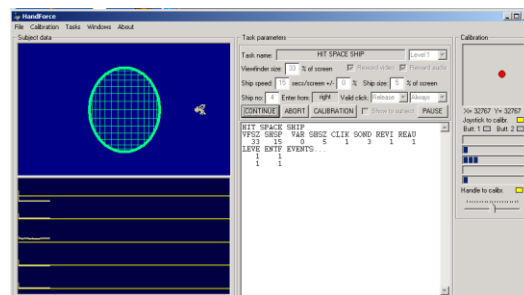 HandForce
File Calibration Tasks Windows About
Subject data
Task parameters
Calibration
Task name: HIT SPACE SHIP Level 1
Viewfinder size: 33 % of screen Reward video Reward audio
Ship speed: 15 secs/screen +/- 0 % Ship size: 5 % of screen
Ship no: 4 Enter from: right Valid click: Release Always
CONTINUE ABORT CALIBRATION Show to subject PAUSE
HIT SPACE SHIP
VFSZ SHSP VAR SHSZ CLIK SOND REVI REAU
33 15 0 5 1 3 1 1
LEVE ENTF EVENTS...
1 1
1 1
X= 32767 Y= 32767
Joystick to calibr.
Butt. 1 Butt. 2
Handle to calibr.